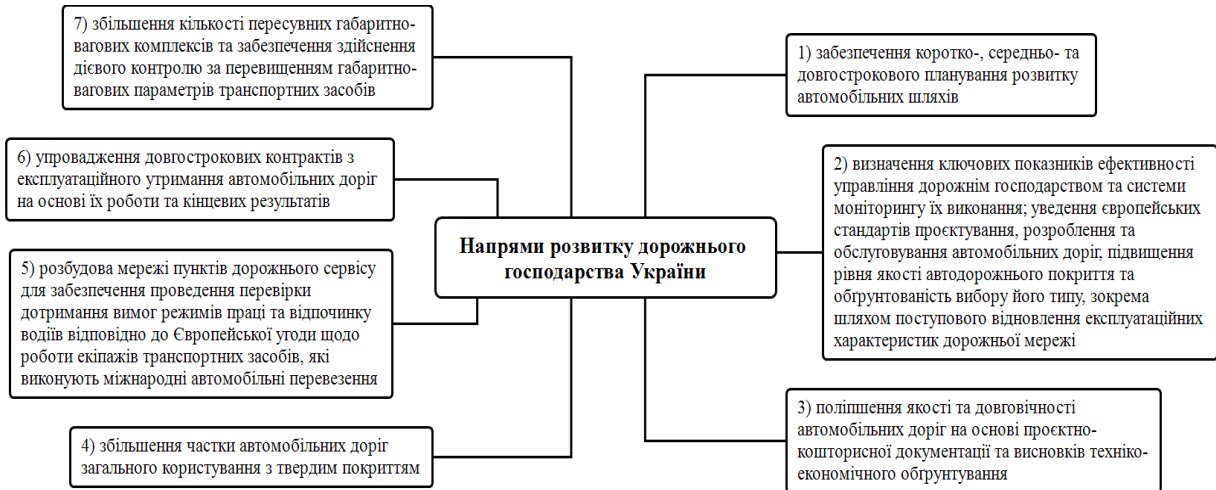 Напрями розвитку дорожнього
господарства України
1) забезпечення коротко-, середньо- та
довгострокового планування розвитку
автомобільних шляхів
2) визначення ключових показників ефективності
управління дорожнім господарством та системи
моніторингу їх виконання; уведення європейських
стандартів проєктування, розроблення та
обслуговування автомобільних доріг, підвищення
рівня якості автодорожнього покриття та
обґрунтованість вибору його типу, зокрема
шляхом поступового відновлення експлуатаційних
характеристик дорожньої мережі
3) поліпшення якості та довговічності
автомобільних доріг на основі проєктно-
кошторисної документації та висновків техніко-
економічного обґрунтування
4) збільшення частки автомобільних доріг
загального користування з твердим покриттям
5) розбудова мережі пунктів дорожнього сервісу
для забезпечення проведення перевірки
дотримання вимог режимів праці та відпочинку
водіїв відповідно до Європейської угоди щодо
роботи екіпажів транспортних засобів, які
виконують міжнародні автомобільні перевезення
6) упровадження довгострокових контрактів з
експлуатаційного утримання автомобільних доріг
на основі їх роботи та кінцевих результатів
7) збільшення кількості пересувних габаритно-
вагових комплексів та забезпечення здійснення
дієвого контролю за перевищенням габаритно-
вагових параметрів транспортних засобів